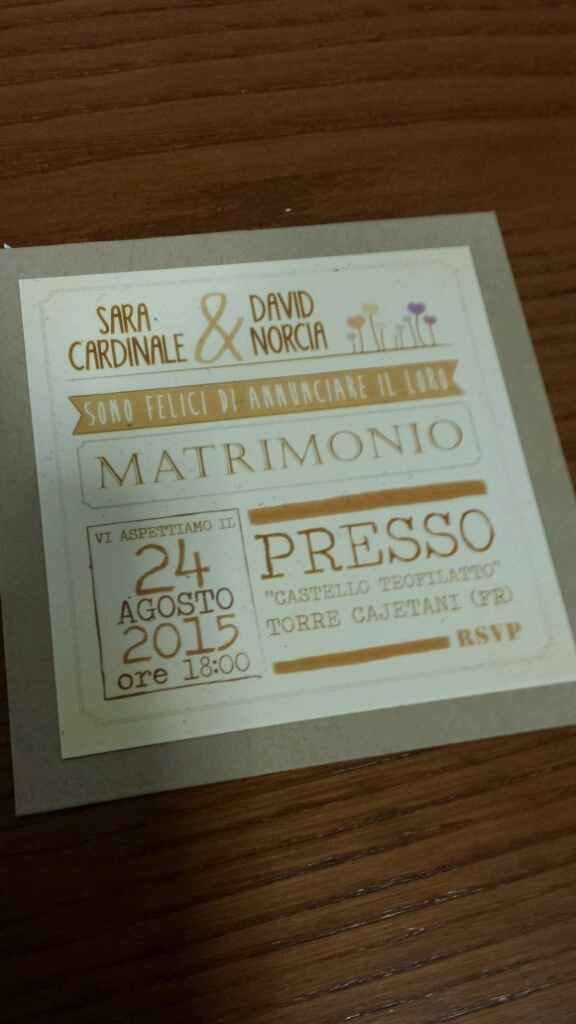 SARA
CARDINALE
&
DAVID
NORCIA
SONO FELICI DI ANNUNCIARE IL LORO
MATRIMONIO
VI ASPETTIAMO IL
24
AGOSTO
2015
ore 18:00
PRESSO
"CASTELLO TEOFILATTO"
TORRE CAJETANI (FR)
RSVP